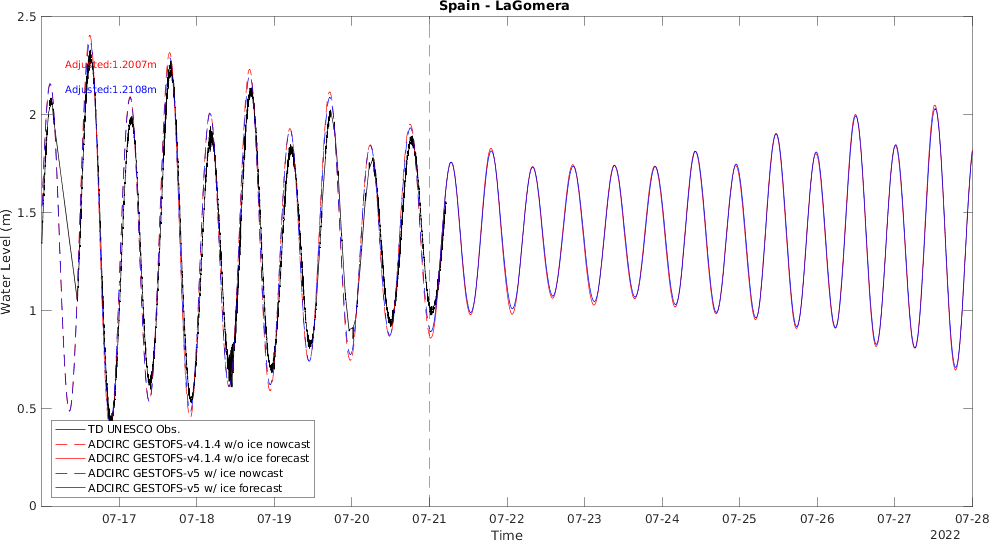 Spain - LaGomera
2.5
2
1.5
1
0.5
0
Water Level (m)
Adjusted:1.2007m
Adjusted:1.2108m
TD UNESCO Obs.
ADCIRC GESTOFS-v4.1.4 w/o ice nowcast
ADCIRC GESTOFS-v4.1.4 w/o ice forecast
ADCIRC GESTOFS-v5 w/ ice nowcast
ADCIRC GESTOFS-v5 w/ ice forecast
07-17 07-18 07-19 07-20 07-21 07-22 07-23 07-24 07-25 07-26 07-27 07-28
Time
2022